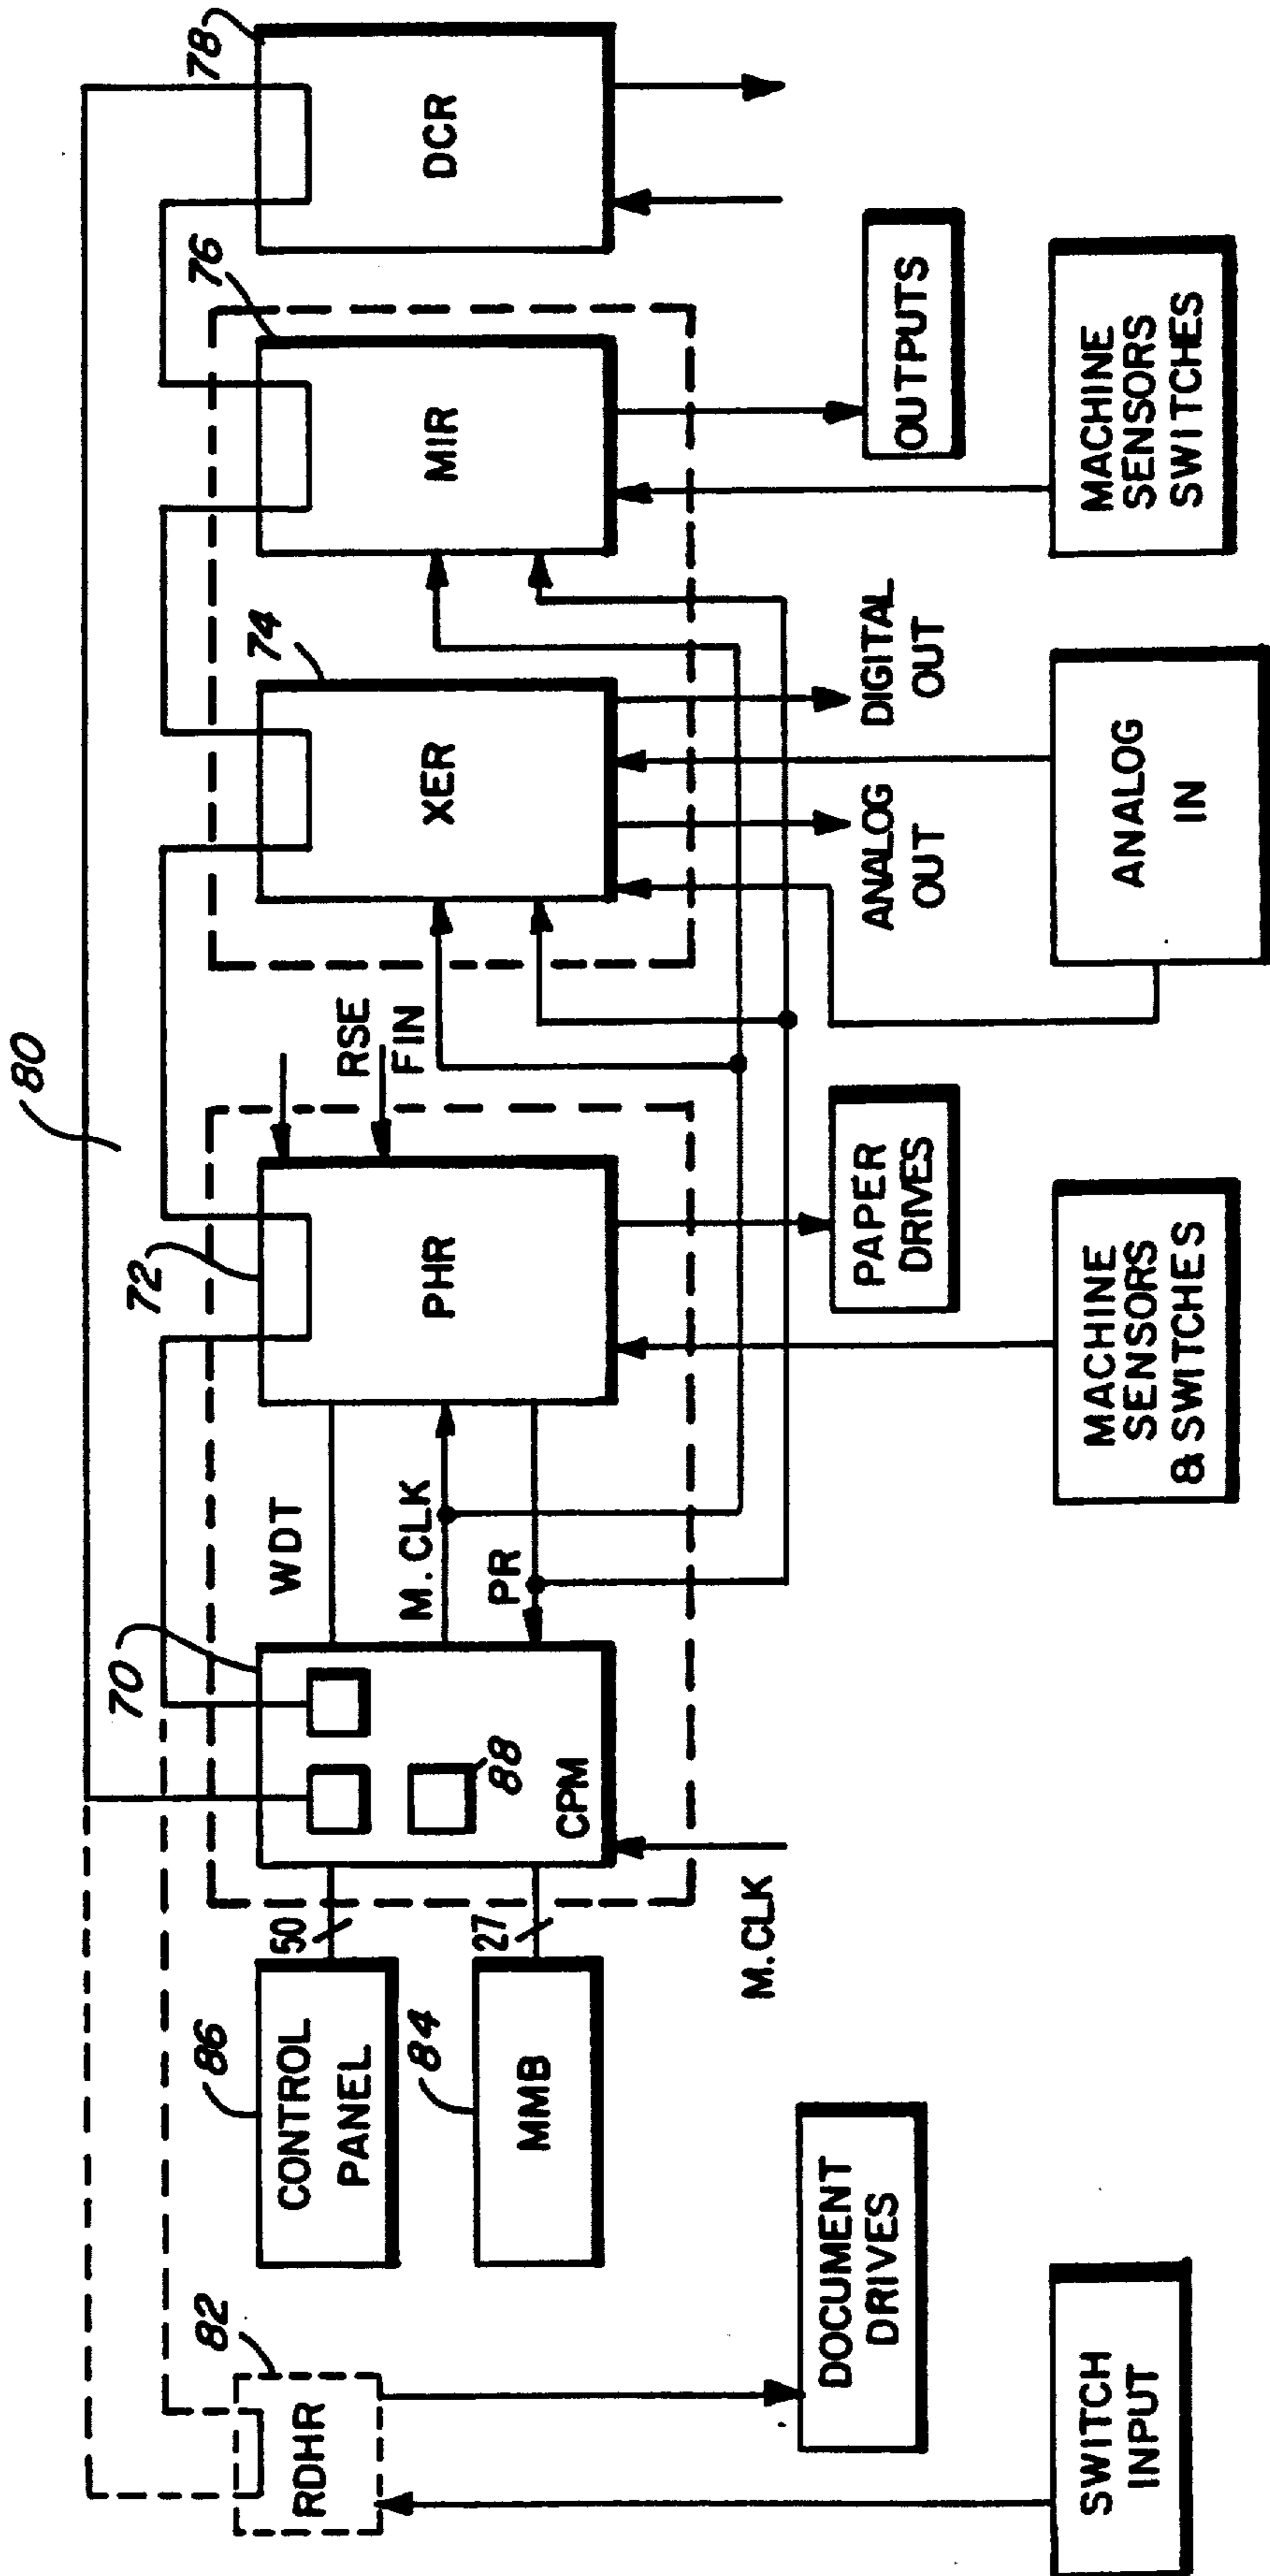 80
78
76
74
72
70
82
86
84
88
DCR
MIR
XER
PHR
CPM
RDHR
RSE
FIN
WDT
M. CLK
PR
50
27
CONTROL
PANEL
MMB
M.CLK
DIGITAL
OUT
ANALOG
OUT
OUTPUTS
PAPER
DRIVES
DOCUMENT
DRIVES
MACHINE
SENSORS
SWITCHES
ANALOG
IN
MACHINE
SENSORS
& SWITCHES
SWITCH
INPUT